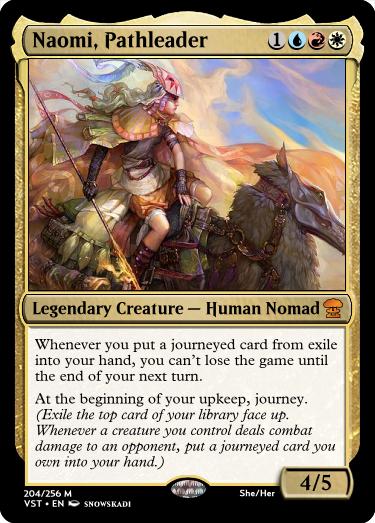 Naomi, Pathleader 1
Legendary Creature — Human Nomad
Whenever you put a journeyed card from exile
into your hand, you can't lose the game until
the end of your next turn.
At the beginning of your upkeep, journey.
(Exile the top card of your library face up.
Whenever a creature you control deals combat
damage to an opponent, put a journeyed card you
own into your hand.)
4/5
204/256 M She/Her
VST • EN SNOWSKADI